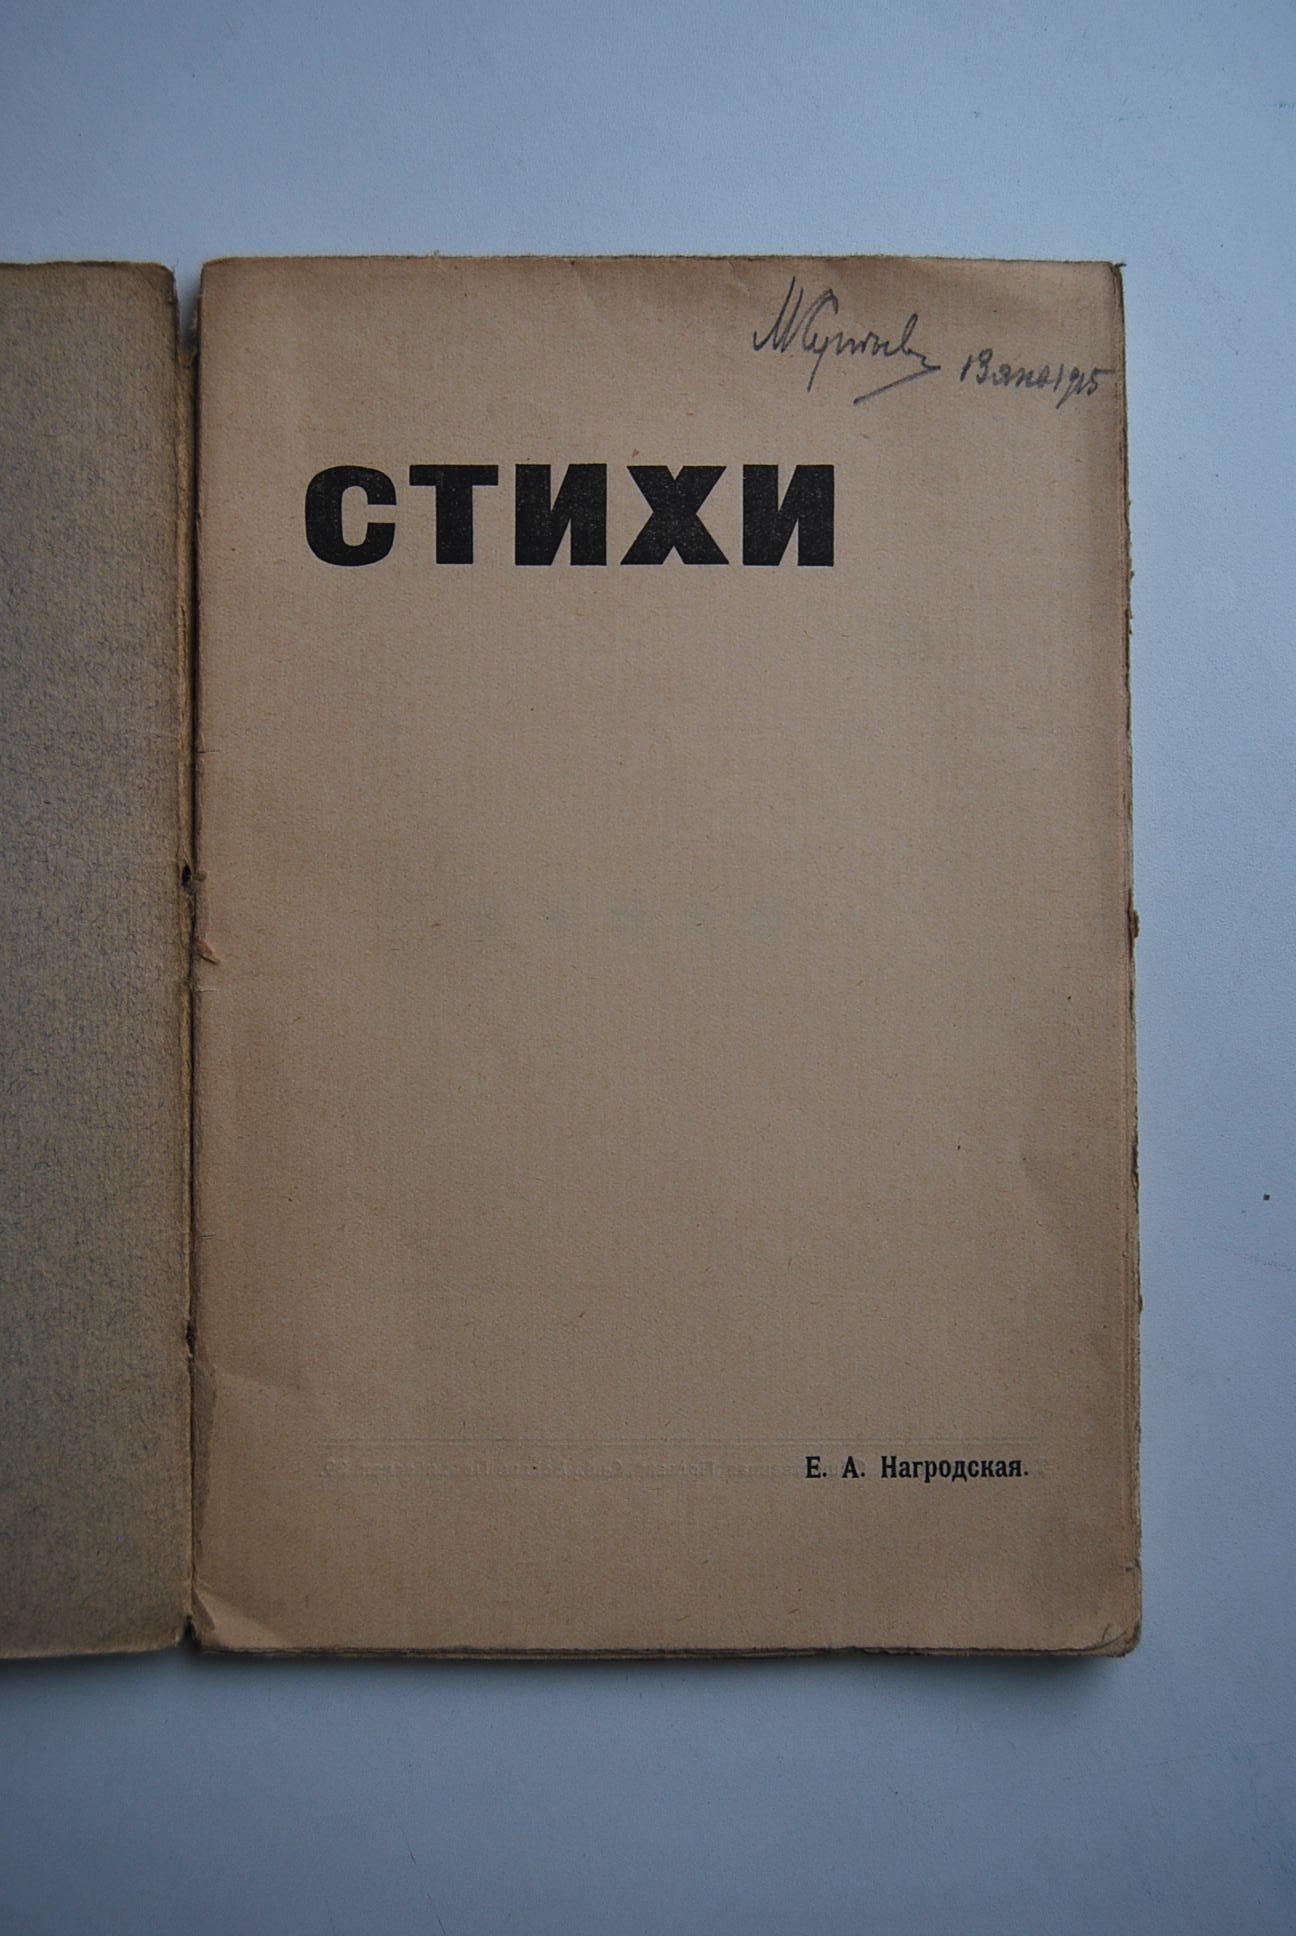 13 янв 1915
СТИХИ
Е. А. Нагродская.